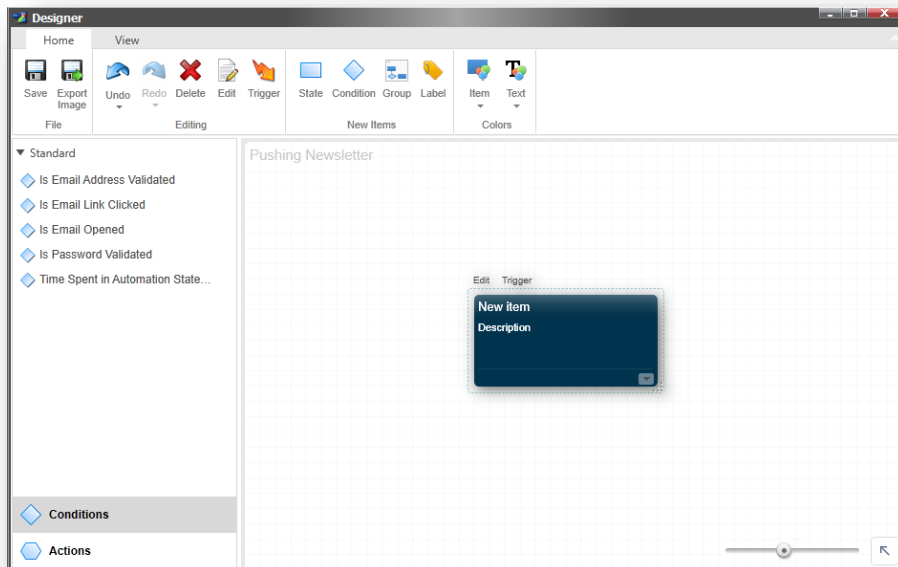 Designer
Home View
Save Export Image Undo Redo Delete Edit Trigger State Condition Group Label Item Text
File Editing New Items Colors
Standard
Is Email Address Validated
Is Email Link Clicked
Is Email Opened
Is Password Validated
Time Spent in Automation State...
Conditions
Actions
Pushing Newsletter
Edit Trigger
New item
Description